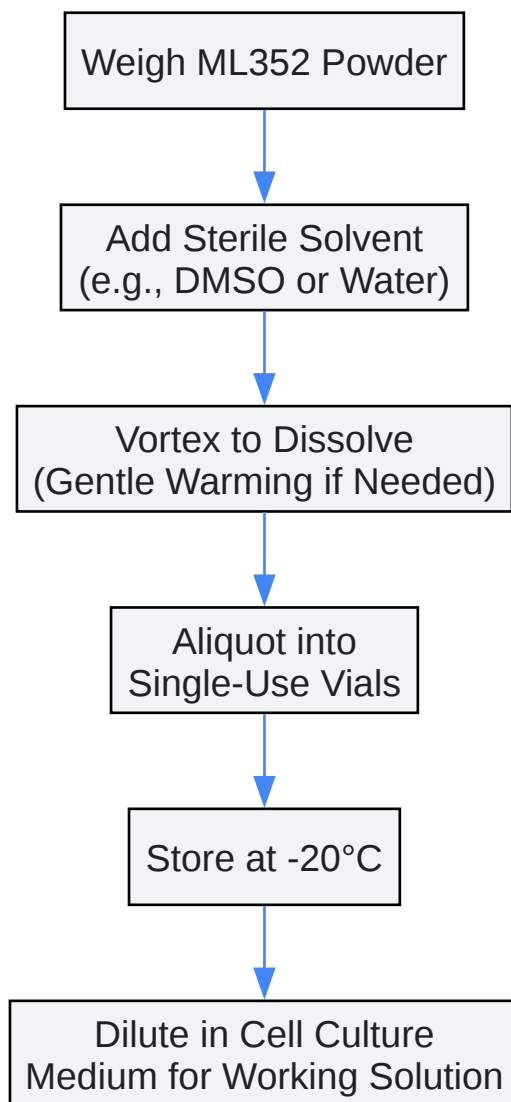 Weigh ML352 Powder
Add Sterile Solvent
(e.g., DMSO or Water)
Vortex to Dissolve
(Gentle Warming if Needed)
Aliquot into
Single-Use Vials
Store at -20°C
Dilute in Cell Culture
Medium for Working Solution